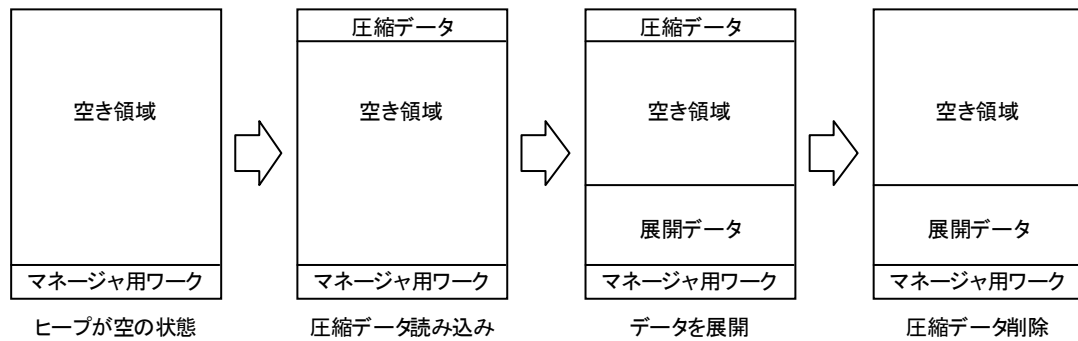 空き領域
マネージャ用ワーク
ヒープが空の状態
圧縮データ
空き領域
マネージャ用ワーク
圧縮データ読み込み
圧縮データ
空き領域
展開データ
マネージャ用ワーク
データを展開
空き領域
展開データ
マネージャ用ワーク
圧縮データ削除